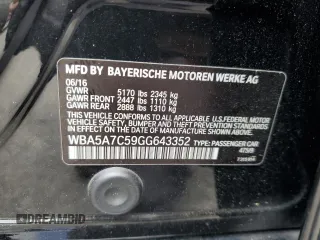 MFD BY BAYERISCHE MOTOREN WERKE AG
06/16
GVWR 5170 lbs 2345 kg
GAWR FRONT 2447 lbs 1110 kg
GAWR REAR 2888 lbs 1310 kg
THIS VEHICLE CONFORMS TO ALL APPLICABLE U.S.FEDERAL MOTOR
VEHICLE SAFETY, BUMPER, AND THEFT PREVENTION STANDARDS IN
EFFECT ON THE DATE OF MANUFACTURE SHOWN ABOVE.
WBA5A7C59GG643352 TYPE: PASSENGER CAR
DREAMBID